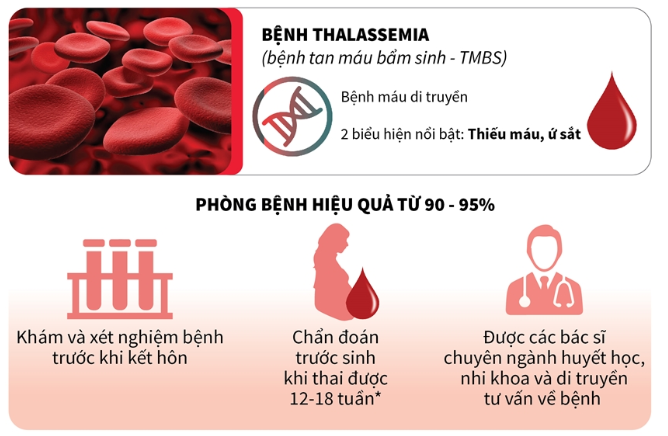 BỆNH THALASSEMIA
(bệnh tan máu bẩm sinh - TMBS)
Bệnh máu di truyền
2 biểu hiện nổi bật: Thiếu máu, ứ sắt
PHÒNG BỆNH HIỆU QUẢ TỪ 90 - 95%
Khám và xét nghiệm bệnh
trước khi kết hôn
Chẩn đoán
trước sinh
khi thai được
12-18 tuần*
Được các bác sĩ
chuyên ngành huyết học,
nhi khoa và di truyền
tư vấn về bệnh